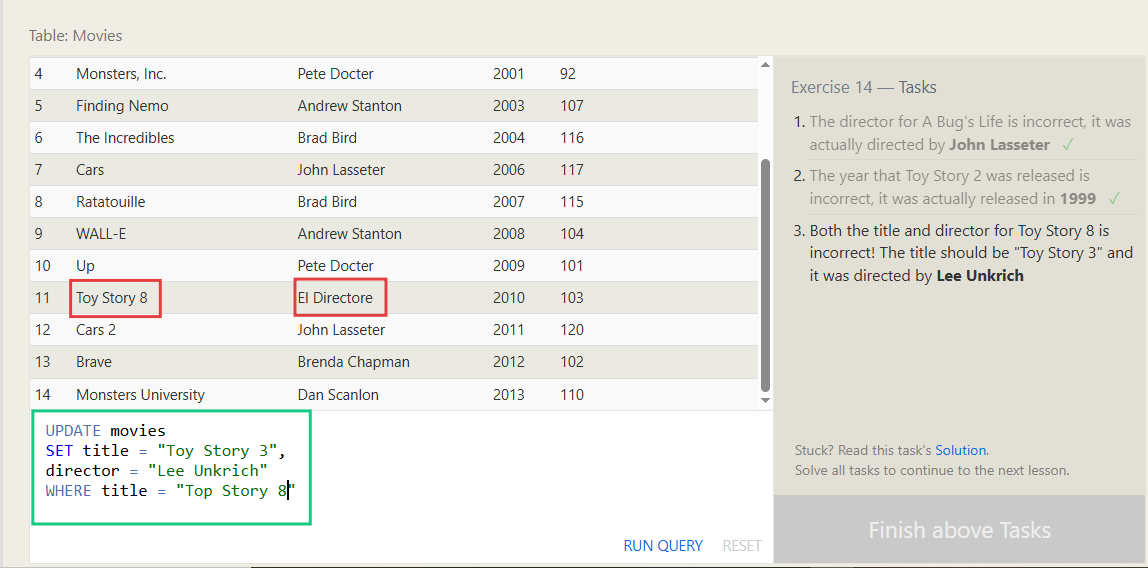 Table: Movies
4 Monsters, Inc. Pete Docter 2001 92
5 Finding Nemo Andrew Stanton 2003 107
6 The Incredibles Brad Bird 2004 116
7 Cars John Lasseter 2006 117
8 Ratatouille Brad Bird 2007 115
9 WALL-E Andrew Stanton 2008 104
10 Up Pete Docter 2009 101
11 Toy Story 8 El Directore 2010 103
12 Cars 2 John Lasseter 2011 120
13 Brave Brenda Chapman 2012 102
14 Monsters University Dan Scanlon 2013 110
UPDATE movies
SET title = "Toy Story 3",
director = "Lee Unkrich"
WHERE title = "Top Story 8"
RUN QUERY RESET
Exercise 14 — Tasks
1. The director for A Bug's Life is incorrect, it was
actually directed by John Lasseter ✓
2. The year that Toy Story 2 was released is
incorrect, it was actually released in 1999 ✓
3. Both the title and director for Toy Story 8 is
incorrect! The title should be "Toy Story 3" and
it was directed by Lee Unkrich
Stuck? Read this task's Solution.
Solve all tasks to continue to the next lesson.
Finish above Tasks